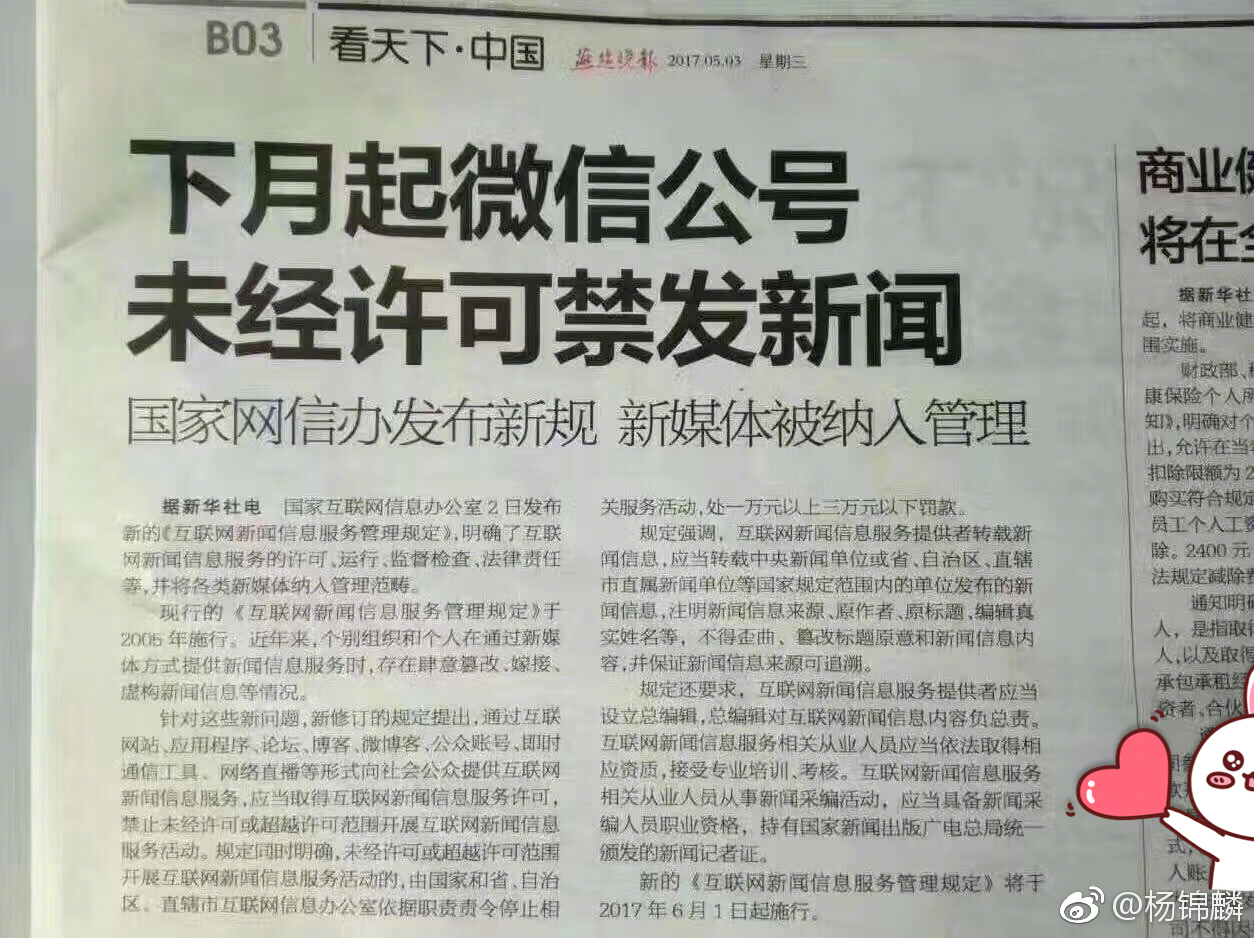 B03
看天下·中国
燕赵晚报 2017.05.03 星期三
下月起微信公号
未经许可禁发新闻
国家网信办发布新规 新媒体被纳入管理
据新华社电 国家互联网信息办公室2日发布
新的《互联网新闻信息服务管理规定》,明确了互联
网新闻信息服务的许可、运行、监督检查、法律责任
等,并将各类新媒体纳入管理范畴。
现行的《互联网新闻信息服务管理规定》于
2005年施行。近年来,个别组织和个人在通过新媒
体方式提供新闻信息服务时,存在肆意篡改、嫁接、
虚构新闻信息等情况。
针对这些新问题,新修订的规定提出,通过互联
网站、应用程序、论坛、博客、微博客、公众账号、即时
通信工具、网络直播等形式向社会公众提供互联网
新闻信息服务,应当取得互联网新闻信息服务许可,
禁止未经许可或超越许可范围开展互联网新闻信息
服务活动。规定同时明确,未经许可或超越许可范围
开展互联网新闻信息服务活动的,由国家和省、自治
区、直辖市互联网信息办公室依据职责责令停止相
关服务活动,处一万元以上三万元以下罚款。
规定强调,互联网新闻信息服务提供者转载新
闻信息,应当转载中央新闻单位或省、自治区、直辖
市直属新闻单位等国家规定范围内的单位发布的新
闻信息,注明新闻信息来源、原作者、原标题、编辑真
实姓名等,不得歪曲、篡改标题原意和新闻信息内
容,并保证新闻信息来源可追溯。
规定还要求,互联网新闻信息服务提供者应当
设立总编辑,总编辑对互联网新闻信息内容负总责。
互联网新闻信息服务相关从业人员应当依法取得相
应资质,接受专业培训、考核。互联网新闻信息服务
相关从业人员从事新闻采编活动,应当具备新闻采
编人员职业资格,持有国家新闻出版广电总局统一
颁发的新闻记者证。
新的《互联网新闻信息服务管理规定》将于
2017年6月1日起施行。
商业健
将在全
据新华社
起,将商业健
围实施。
财政部、
康保险个人所
知》,明确对个
出,允许在当
扣除限额为2
购买符合规定
员工个人工资
除。2400元
法规定减除费
通知明确
人,是指取得
人,以及取得
承包承租经
资者、合伙
式,
人账
司不得因
@杨锦麟